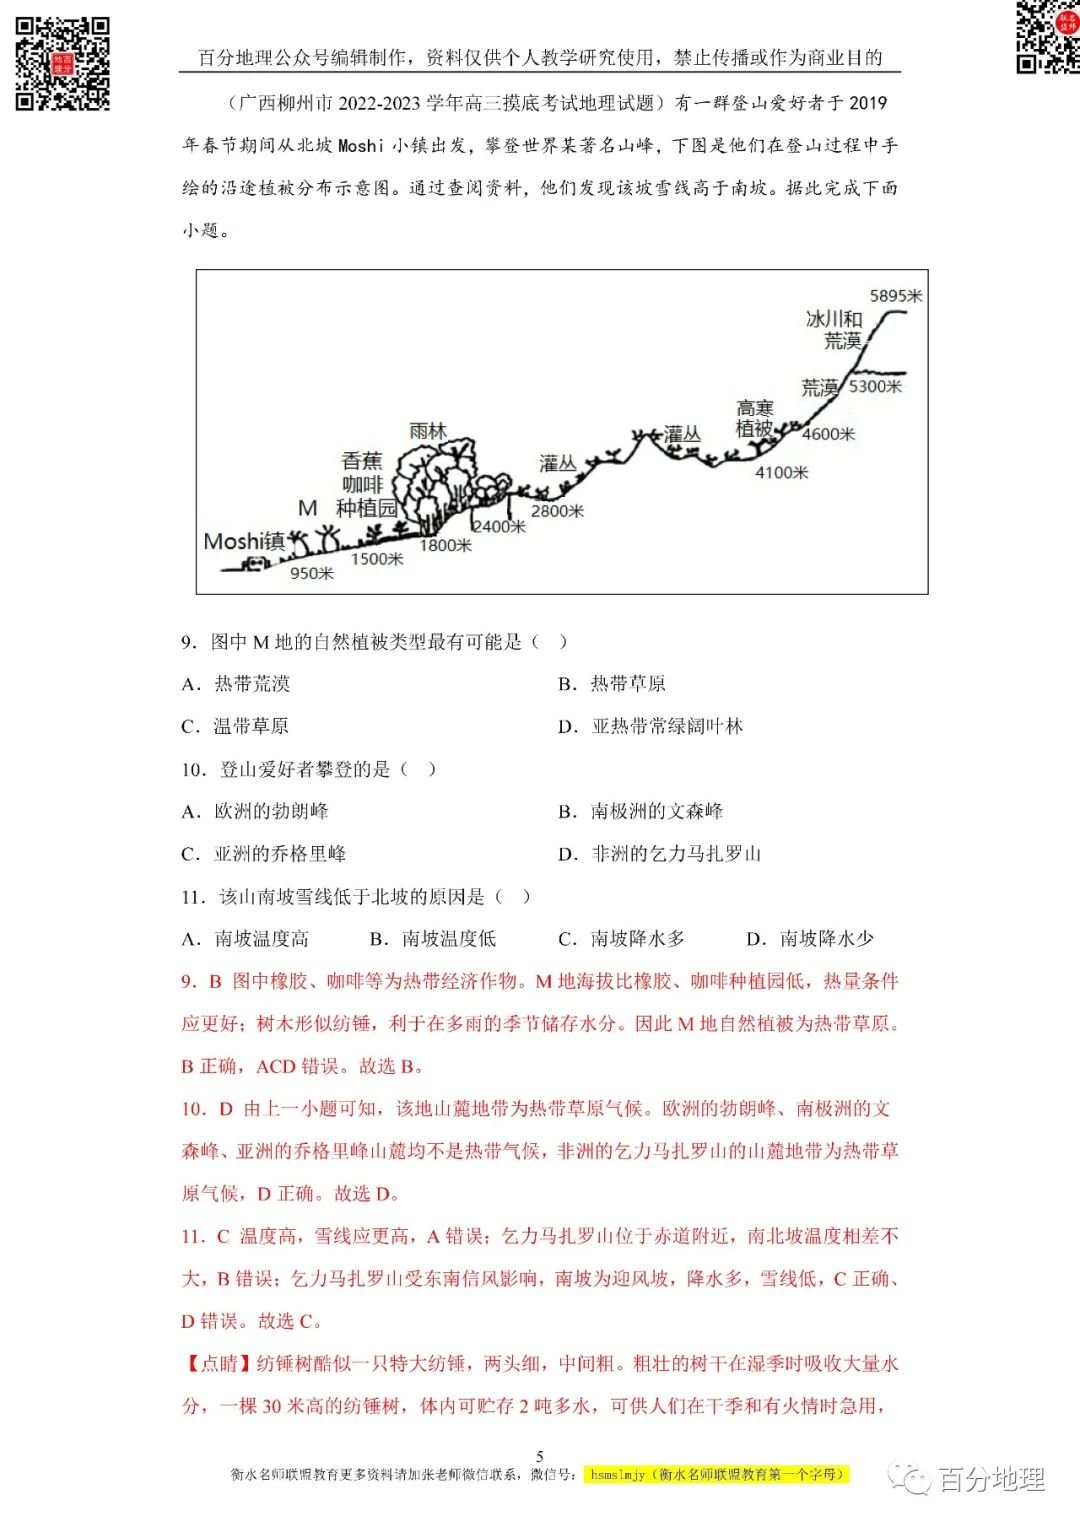 百分地理公众号编辑制作，资料仅供个人教学研究使用，禁止传播或作为商业目的
（广西柳州市 2022-2023 学年高三摸底考试地理试题）有一群登山爱好者于 2019
年春节期间从北坡 Moshi 小镇出发，攀登世界某著名山峰，下图是他们在登山过程中手
绘的沿途植被分布示意图。通过查阅资料，他们发现该坡雪线高于南坡。据此完成下面
小题。
5895米
冰川和
荒漠
荒漠
5300米
高寒
植被
4600米
雨林
灌丛
4100米
香蕉
咖啡
种植园
灌丛
2800米
M
2400米
Moshi镇
1800米
1500米
950米
9．图中 M 地的自然植被类型最有可能是（　）
A．热带荒漠　B．热带草原
C．温带草原　D．亚热带常绿阔叶林
10．登山爱好者攀登的是（　）
A．欧洲的勃朗峰　B．南极洲的文森峰
C．亚洲的乔格里峰　D．非洲的乞力马扎罗山
11．该山南坡雪线低于北坡的原因是（　）
A．南坡温度高　B．南坡温度低　C．南坡降水多　D．南坡降水少
9．B 图中橡胶、咖啡等为热带经济作物。M 地海拔比橡胶、咖啡种植园低，热量条件
应更好；树木形似纺锤，利于在多雨的季节储存水分。因此 M 地自然植被为热带草原。
B 正确，ACD 错误。故选 B。
10．D 由上一小题可知，该地山麓地带为热带草原气候。欧洲的勃朗峰、南极洲的文
森峰、亚洲的乔格里峰山麓均不是热带气候，非洲的乞力马扎罗山的山麓地带为热带草
原气候，D 正确。故选 D。
11．C 温度高，雪线应更高，A 错误；乞力马扎罗山位于赤道附近，南北坡温度相差不
大，B 错误；乞力马扎罗山受东南信风影响，南坡为迎风坡，降水多，雪线低，C 正确、
D 错误。故选 C。
【点睛】纺锤树酷似一只特大纺锤，两头细，中间粗。粗壮的树干在湿季时吸收大量水
分，一棵 30 米高的纺锤树，体内可贮存 2 吨多水，可供人们在干季和有火情时急用，
5
衡水名师联盟教育更多资料请加张老师微信联系，微信号： hsmslmjy（衡水名师联盟教育第一个字母）
百分地理